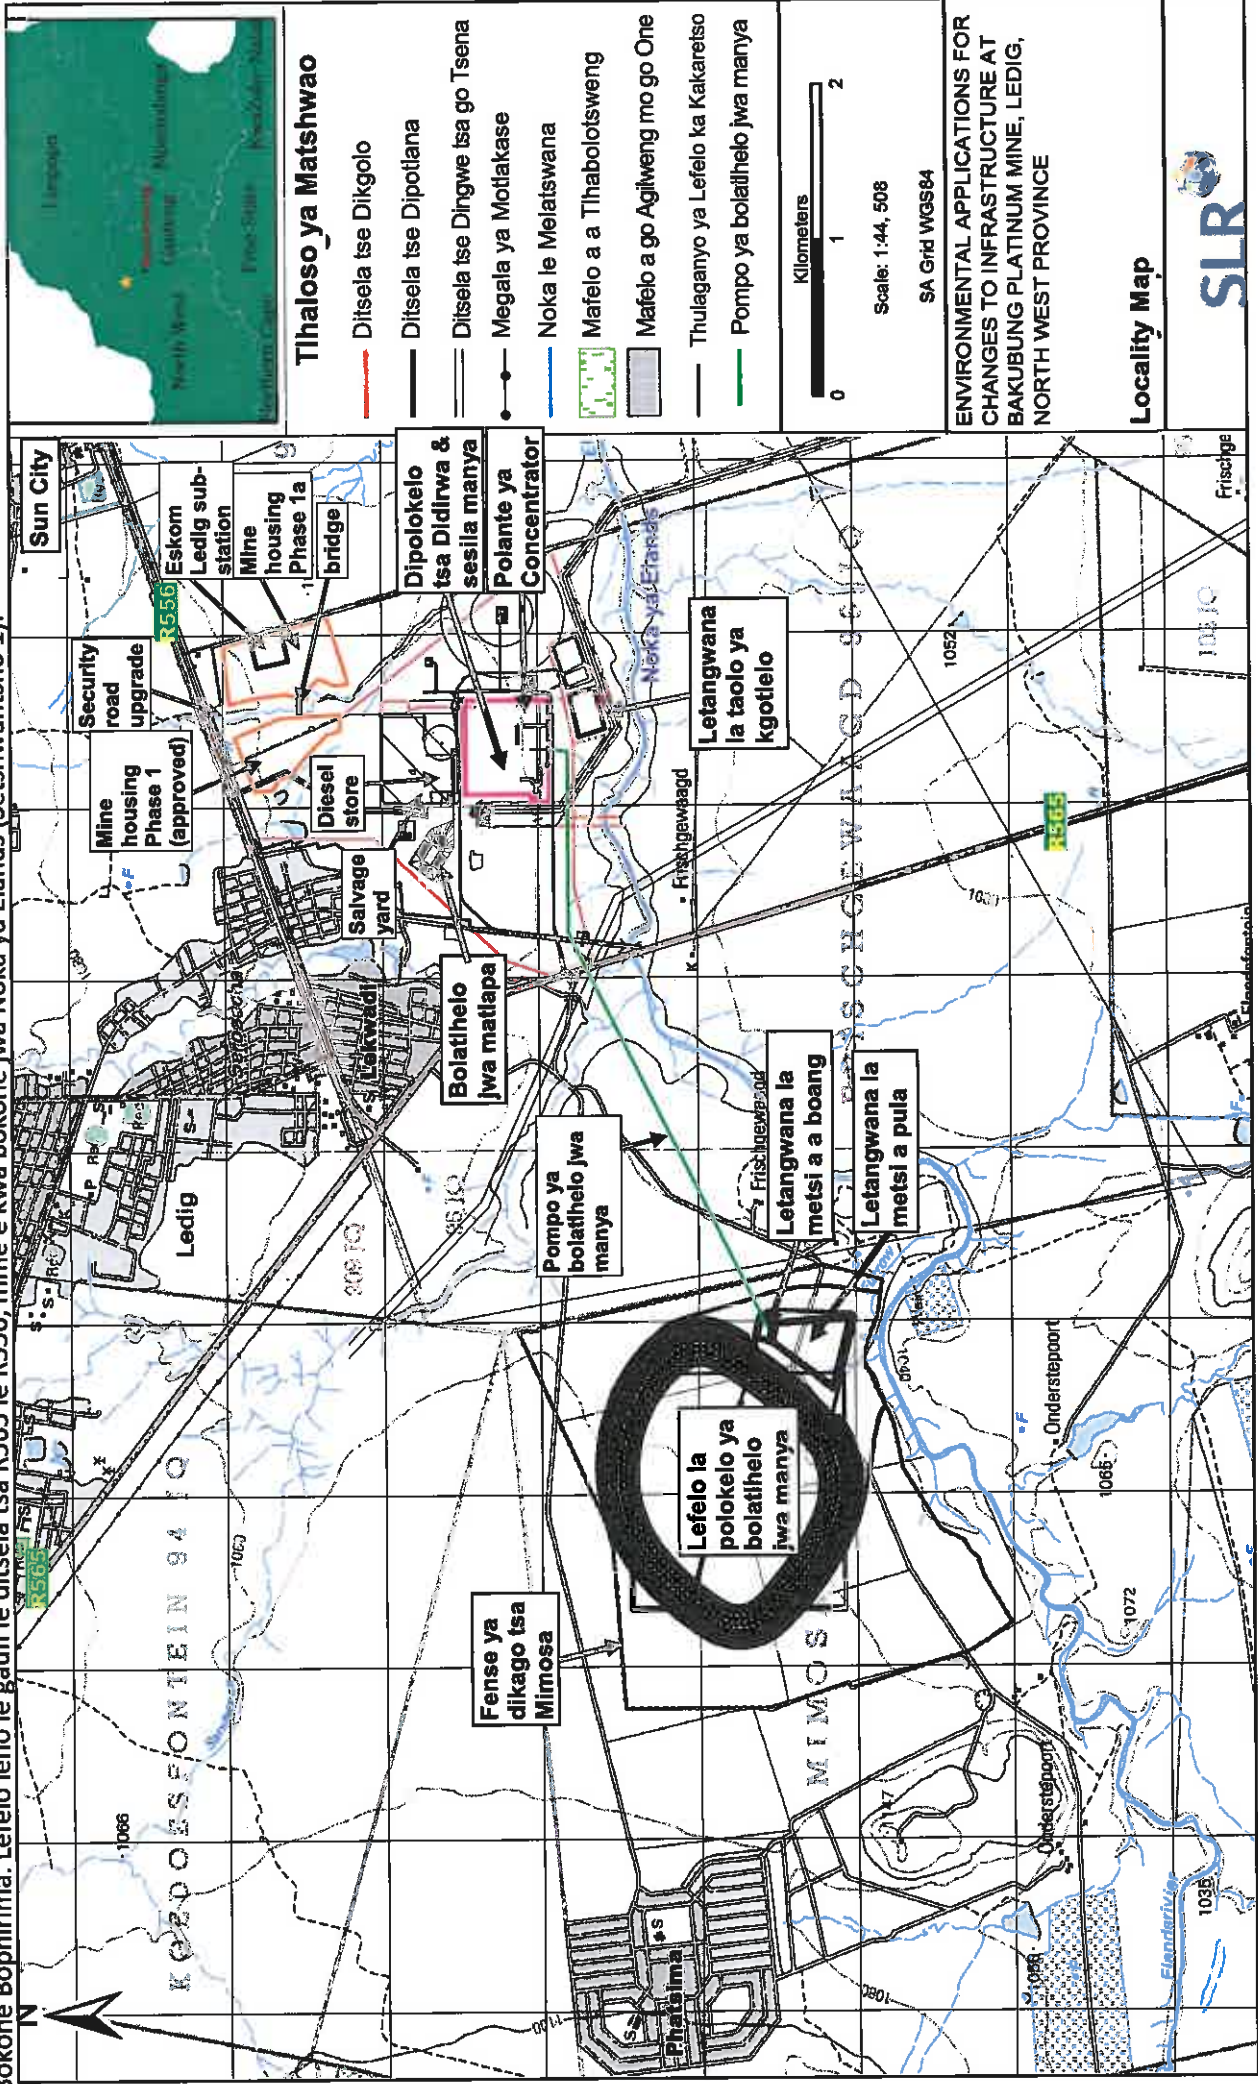 Sun City
R556
Eskom
Ledig sub-
station
Mine
housing
Phase 1a
bridge
Security
road
upgrade
Mine
housing
Phase 1
(approved)
Diesel
store
Salvage
yard
Dipolokelo
tsa Didirwa &
sesila manya
Polante ya
Concentrator
Bolatlhelo
jwa matlapa
Letangwana
la taolo ya
kgotlelo
Noka ya Elands
Ledig
Lekwadi
Pompo ya
bolatlhelo jwa
manya
Letangwana la
metsi a boang
Letangwana la
metsi a pula
Lefelo la
polokelo ya
bolatlhelo
jwa manya
Fense ya
dikago tsa
Mimosa
Phatsima
R565
R565
Frischgewaagd
Frischgewaagd
Frischge
Onderstepoort
Onderstepoort
Elandsrivier
1052
1040
1065
1072
1147
1035
1066
1060
1080
1100
N
Limpopo
North West
Gauteng
Mpumalanga
Free State
Tlhaloso ya Matshwao
Ditsela tse Dikgolo
Ditsela tse Dipotlana
Ditsela tse Dingwe tsa go Tsena
Megala ya Motlakase
Noka le Melatswana
Mafelo a a Tlhabolotsweng
Mafelo a go Agilweng mo go One
Thulaganyo ya Lefelo ka Kakaretso
Pompo ya bolatlhelo jwa manya
Kilometers
0 1 2
Scale: 1:44, 508
SA Grid WGS84
ENVIRONMENTAL APPLICATIONS FOR
CHANGES TO INFRASTRUCTURE AT
BAKUBUNG PLATINUM MINE, LEDIG,
NORTH WEST PROVINCE
Locality Map
SLR